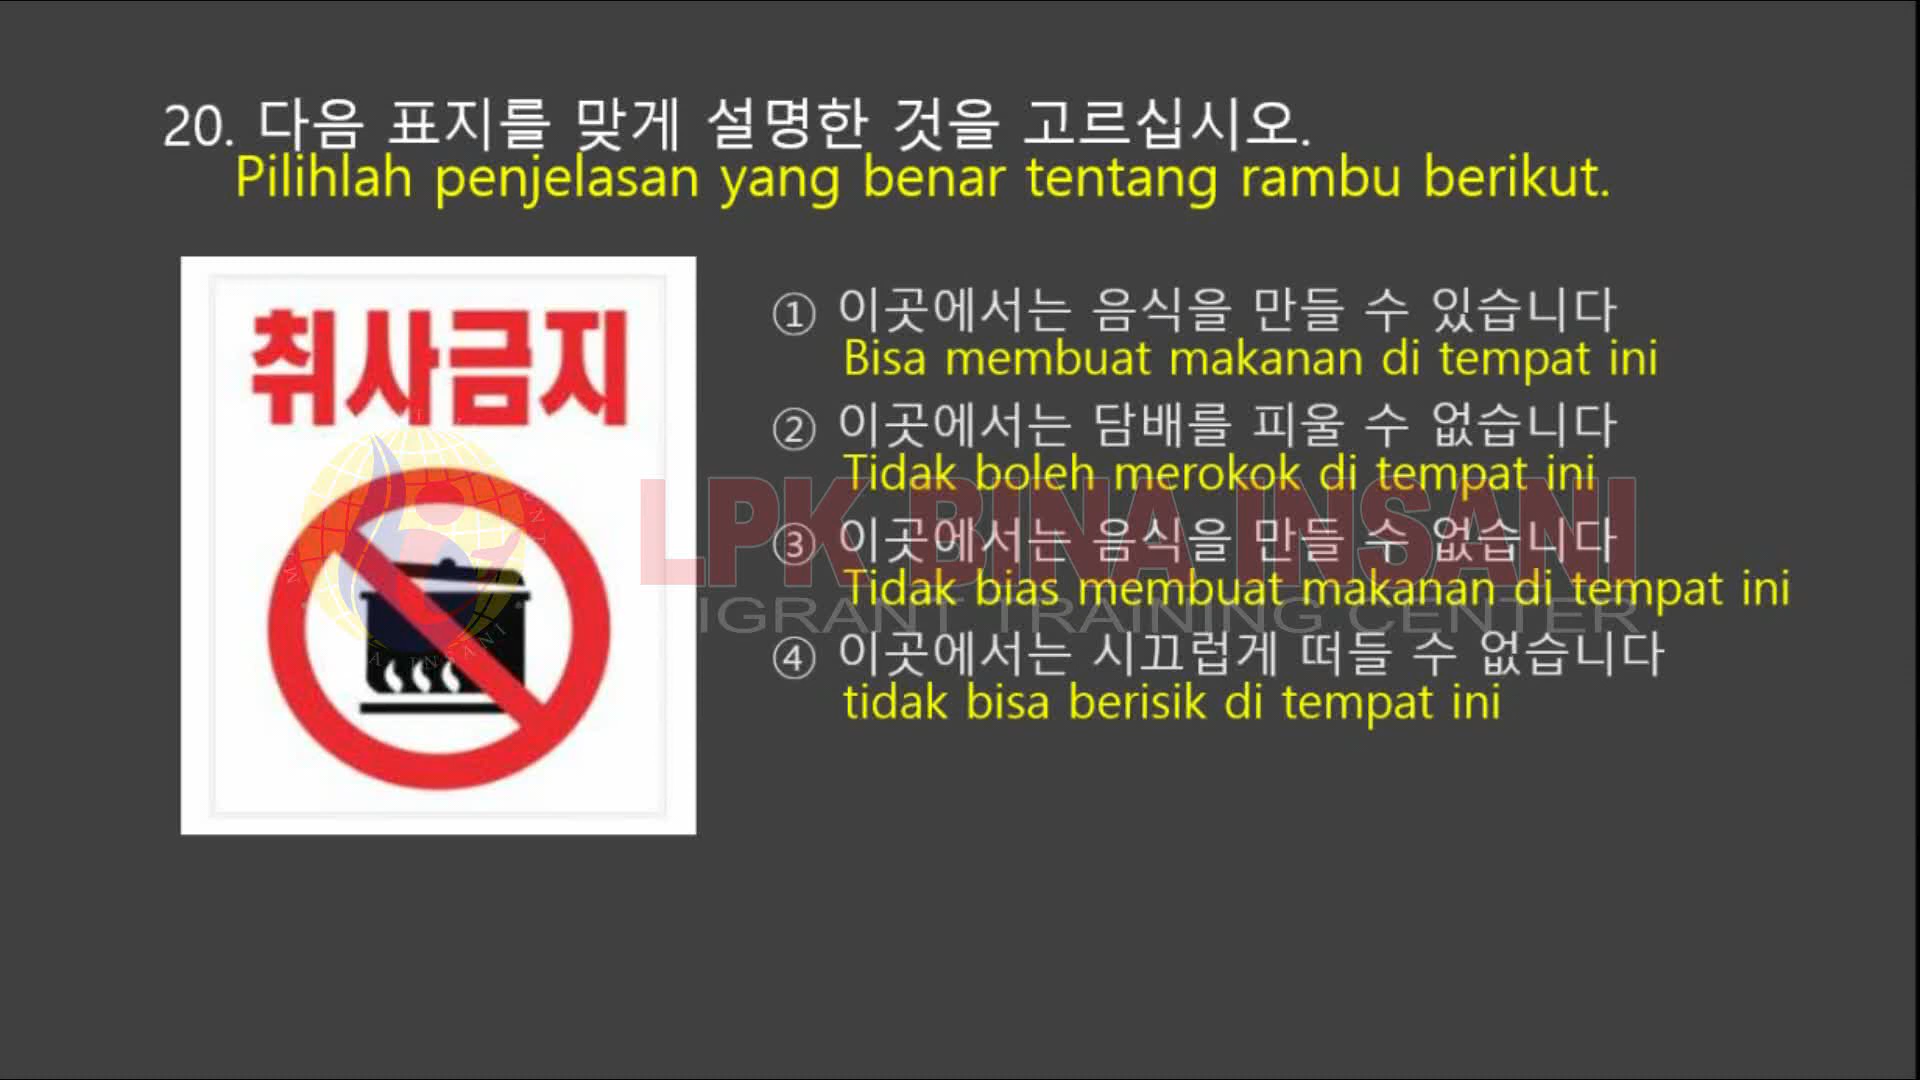 20. 다음 표지를 맞게 설명한 것을 고르십시오.
Pilihlah penjelasan yang benar tentang rambu berikut.
취사금지
① 이곳에서는 음식을 만들 수 있습니다
Bisa membuat makanan di tempat ini
② 이곳에서는 담배를 피울 수 없습니다
Tidak boleh merokok di tempat ini
③ 이곳에서는 음식을 만들 수 없습니다
Tidak bias membuat makanan di tempat ini
④ 이곳에서는 시끄럽게 떠들 수 없습니다
tidak bisa berisik di tempat ini
LPK BINA INSANI
IGRANT TRAINING CENTER